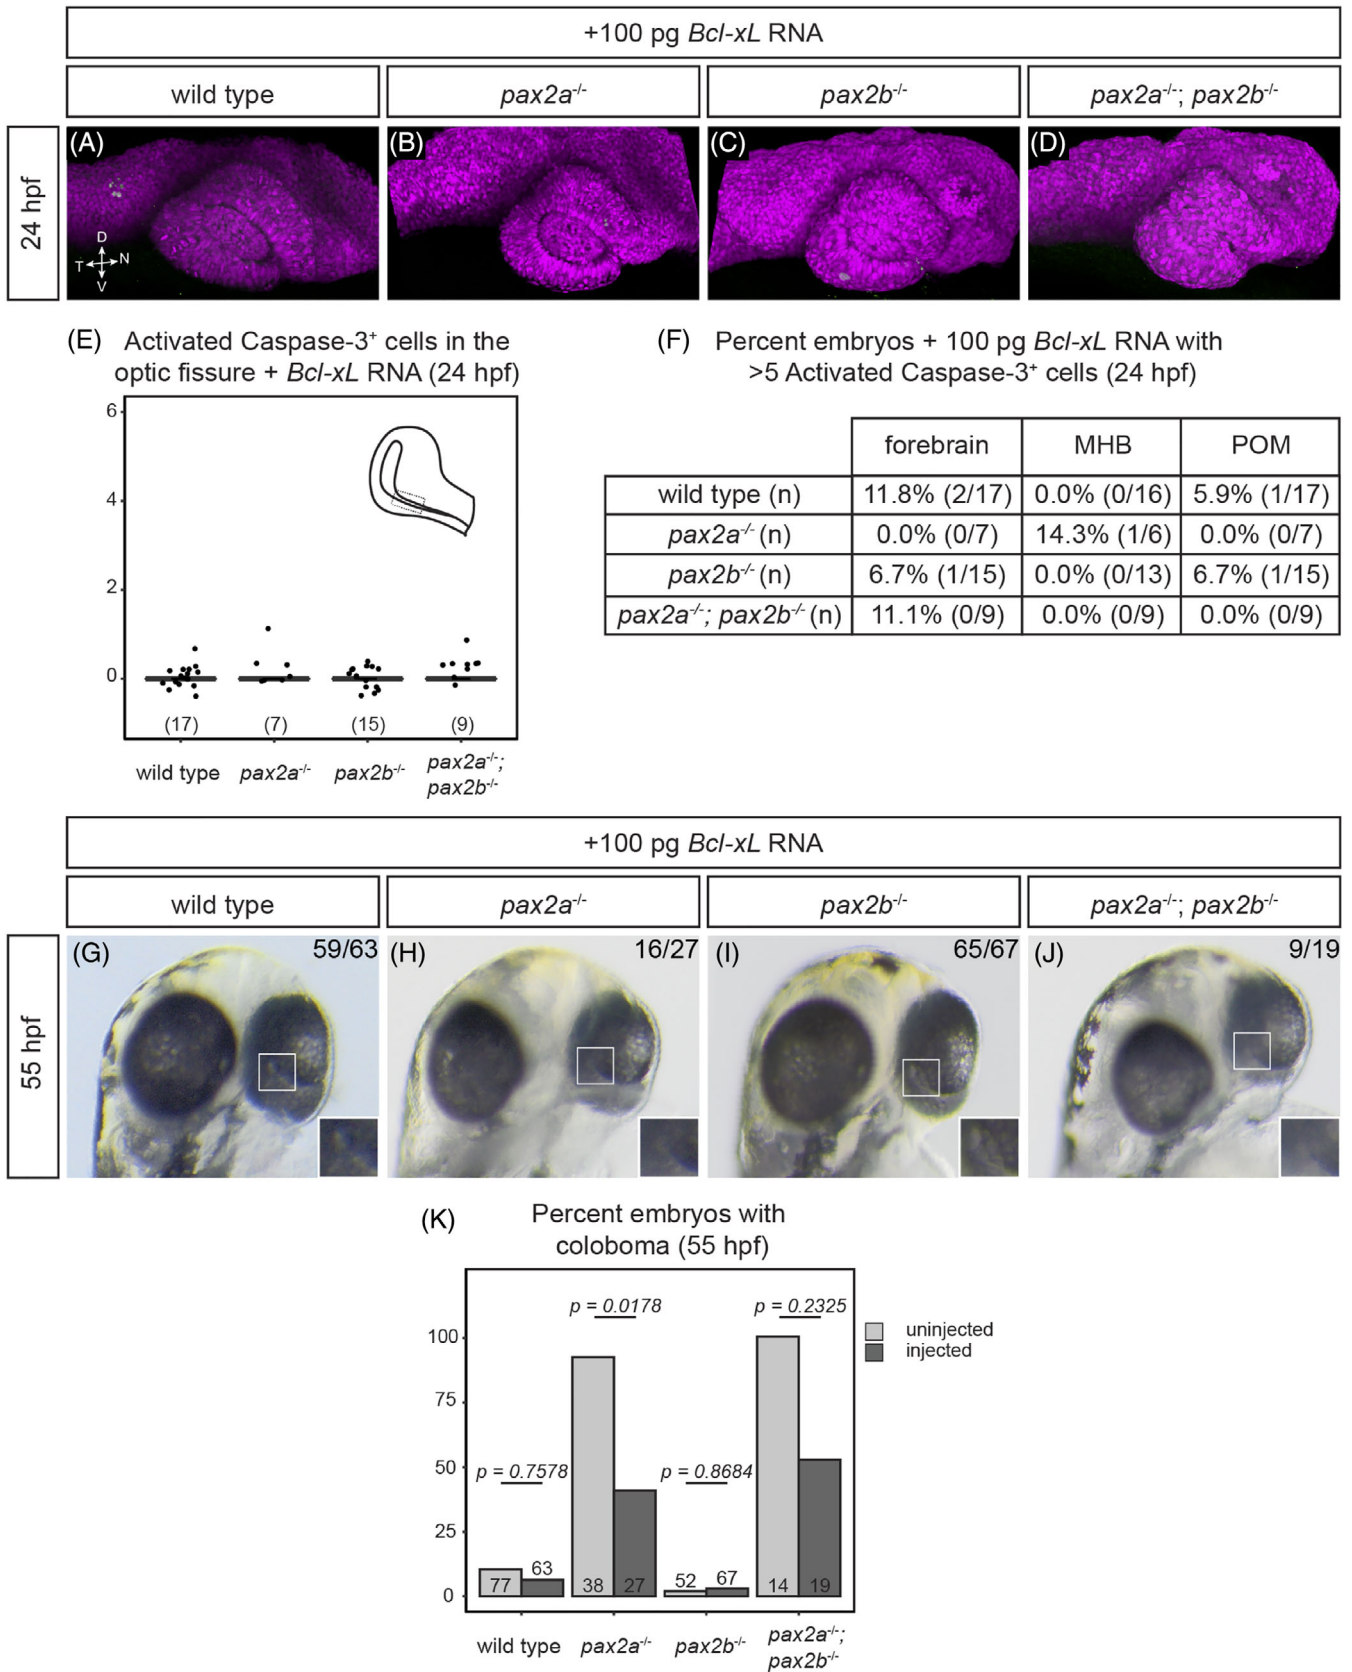 +100 pg Bcl-xL RNA
wild type
pax2a-/-
pax2b-/-
pax2a-/-; pax2b-/-
24 hpf
(A)
(B)
(C)
(D)
D
T N
V
(E) Activated Caspase-3+ cells in the
optic fissure + Bcl-xL RNA (24 hpf)
6
4
2
0
(17) (7) (15) (9)
wild type pax2a-/- pax2b-/- pax2a-/-;
pax2b-/-
(F) Percent embryos + 100 pg Bcl-xL RNA with
>5 Activated Caspase-3+ cells (24 hpf)
forebrain MHB POM
wild type (n) 11.8% (2/17) 0.0% (0/16) 5.9% (1/17)
pax2a-/- (n) 0.0% (0/7) 14.3% (1/6) 0.0% (0/7)
pax2b-/- (n) 6.7% (1/15) 0.0% (0/13) 6.7% (1/15)
pax2a-/-; pax2b-/- (n) 11.1% (0/9) 0.0% (0/9) 0.0% (0/9)
+100 pg Bcl-xL RNA
wild type
pax2a-/-
pax2b-/-
pax2a-/-; pax2b-/-
55 hpf
(G) 59/63
(H) 16/27
(I) 65/67
(J) 9/19
(K) Percent embryos with
coloboma (55 hpf)
p = 0.0178 p = 0.2325
p = 0.7578 p = 0.8684
100
75
50
25
0
77 63 38 27 52 67 14 19
wild type pax2a-/- pax2b-/- pax2a-/-;
pax2b-/-
uninjected
injected